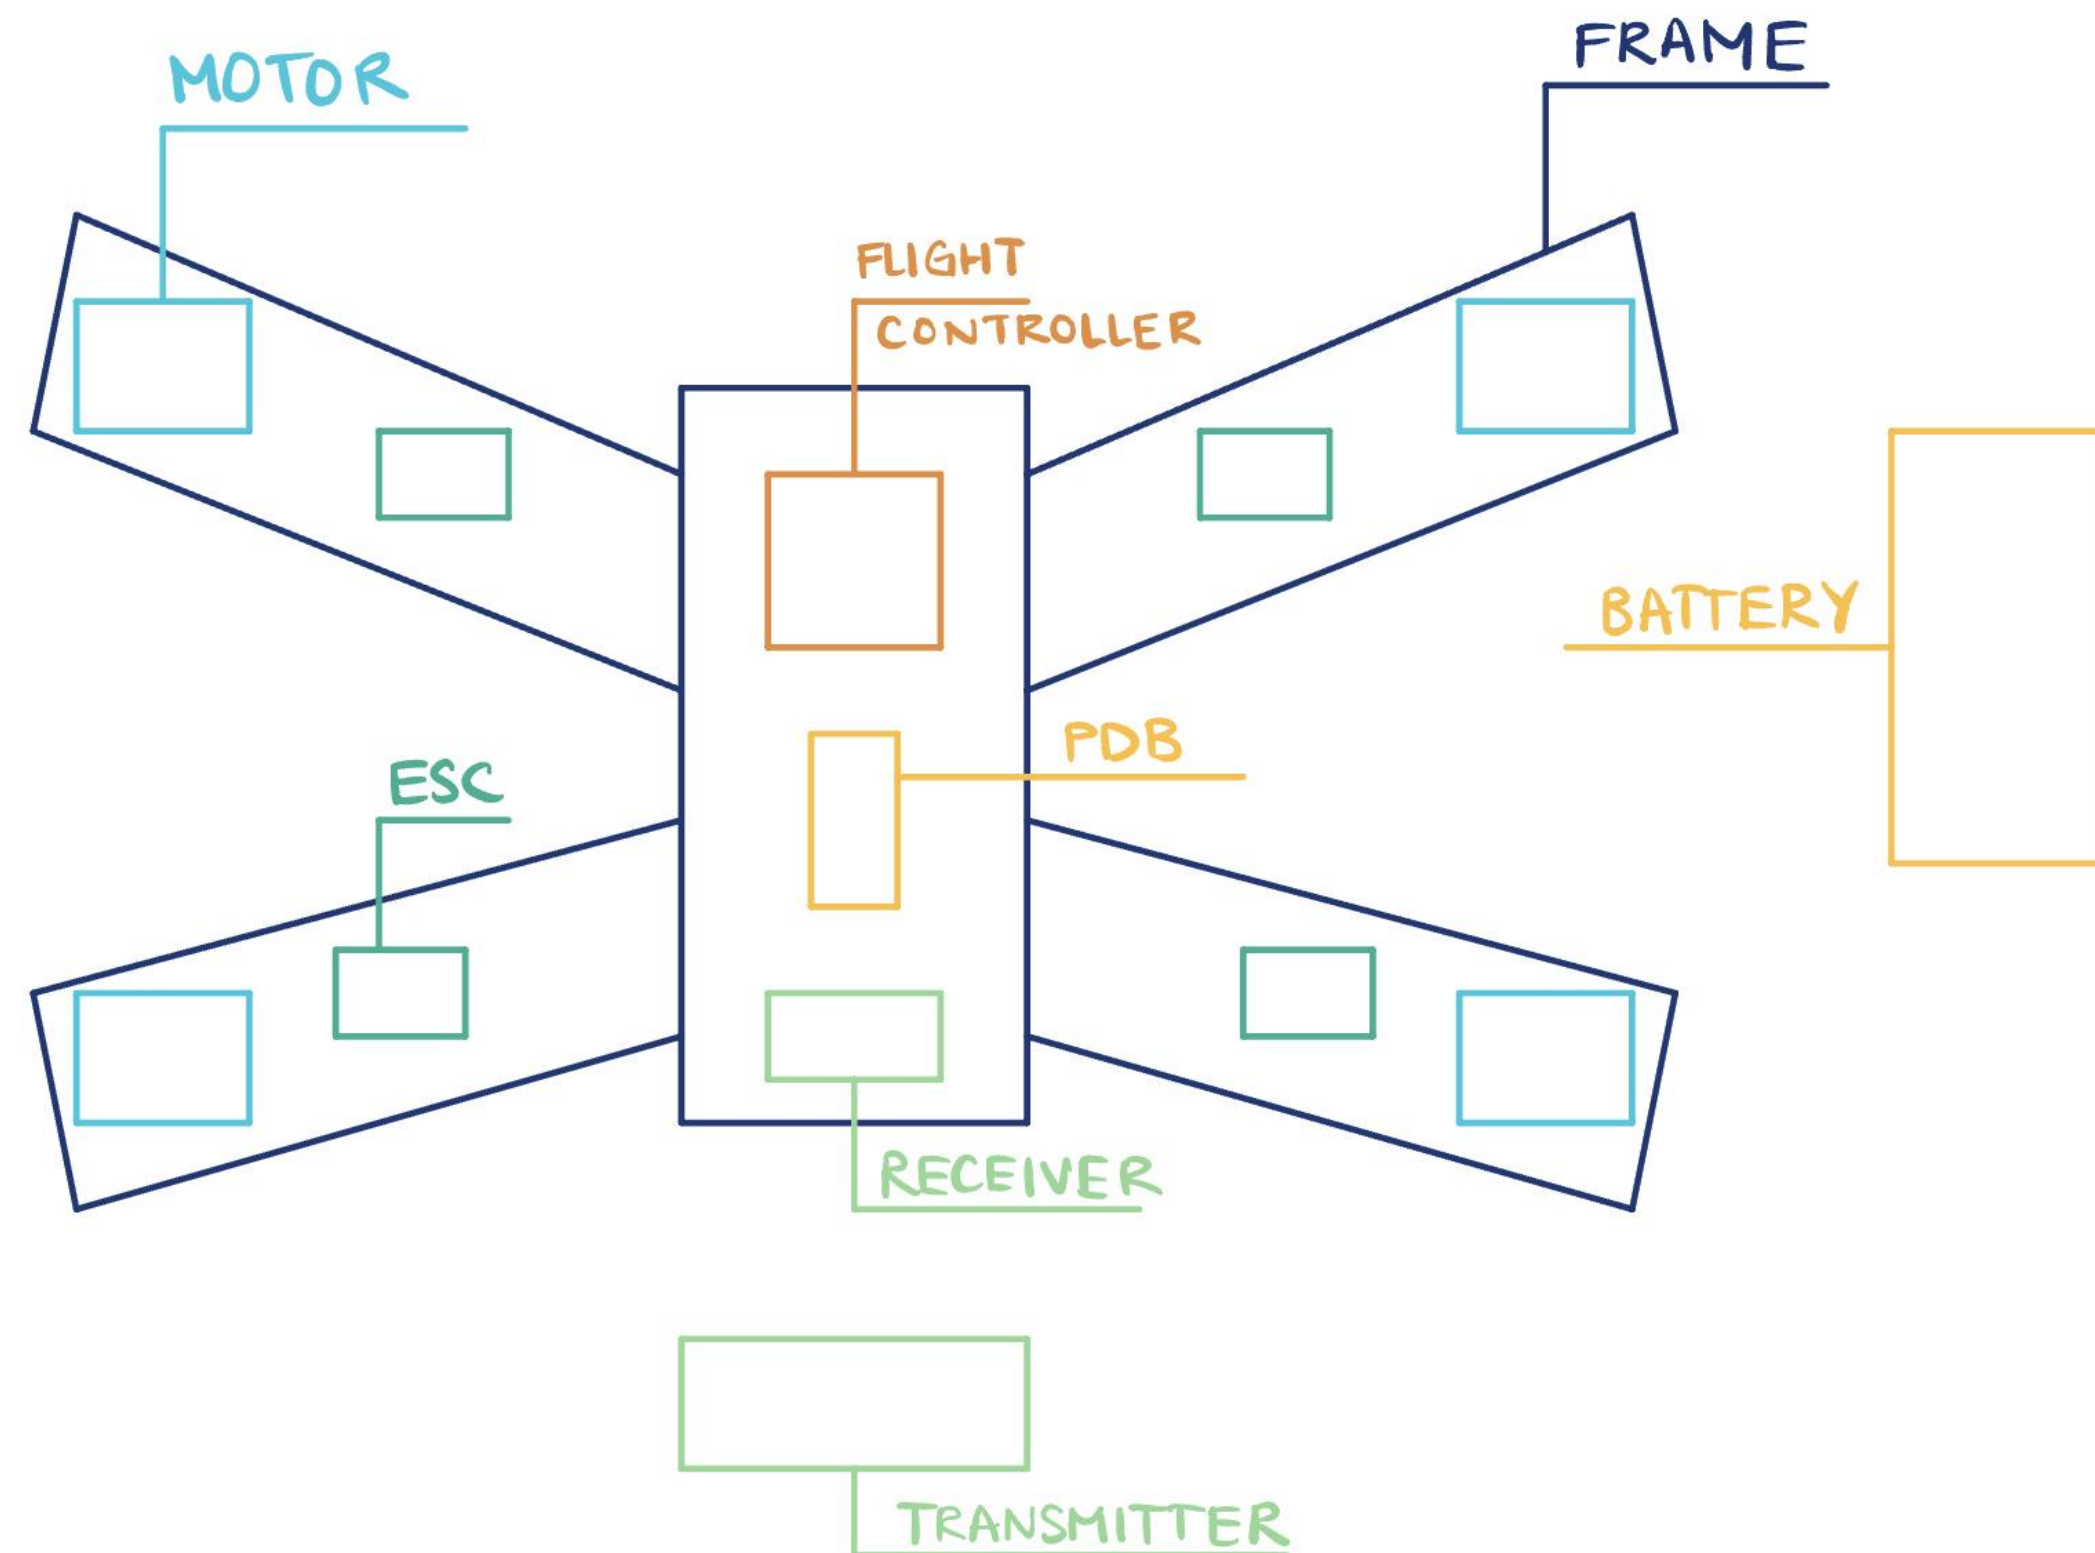 FRAME
MOTOR
FLIGHT
CONTROLLER
BATTERY
PDB
ESC
RECEIVER
TRANSMITTER